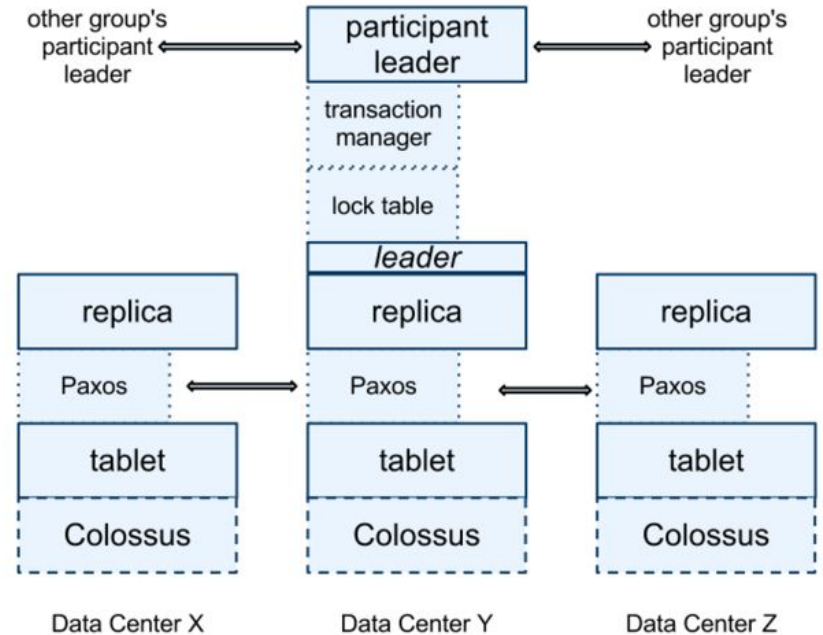 other group's
participant
leader
participant
leader
other group's
participant
leader
transaction
manager
lock table
leader
replica
replica
replica
Paxos
Paxos
Paxos
tablet
tablet
tablet
Colossus
Colossus
Colossus
Data Center X
Data Center Y
Data Center Z